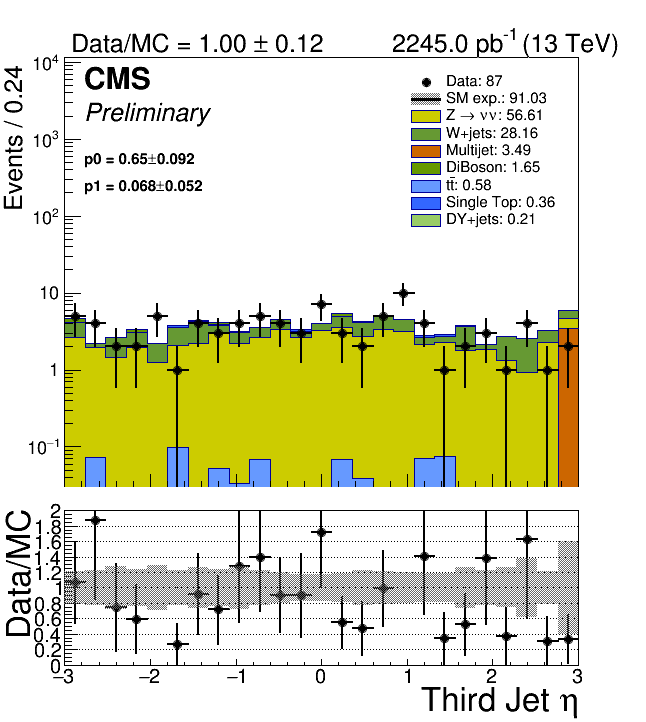 Data/MC = 1.00 ± 0.12 2245.0 pb⁻¹ (13 TeV)
CMS
Preliminary
p0 = 0.65±0.092
p1 = 0.068±0.052
Data: 87
SM exp.: 91.03
Z → νν: 56.61
W+jets: 28.16
Multijet: 3.49
DiBoson: 1.65
tt̄: 0.58
Single Top: 0.36
DY+jets: 0.21
Events / 0.24
10⁴
10³
10²
10
1
10⁻¹
Data/MC
2
1.8
1.6
1.4
1.2
1
0.8
0.6
0.4
0.2
0
−3 −2 −1 0 1 2 3
Third Jet η